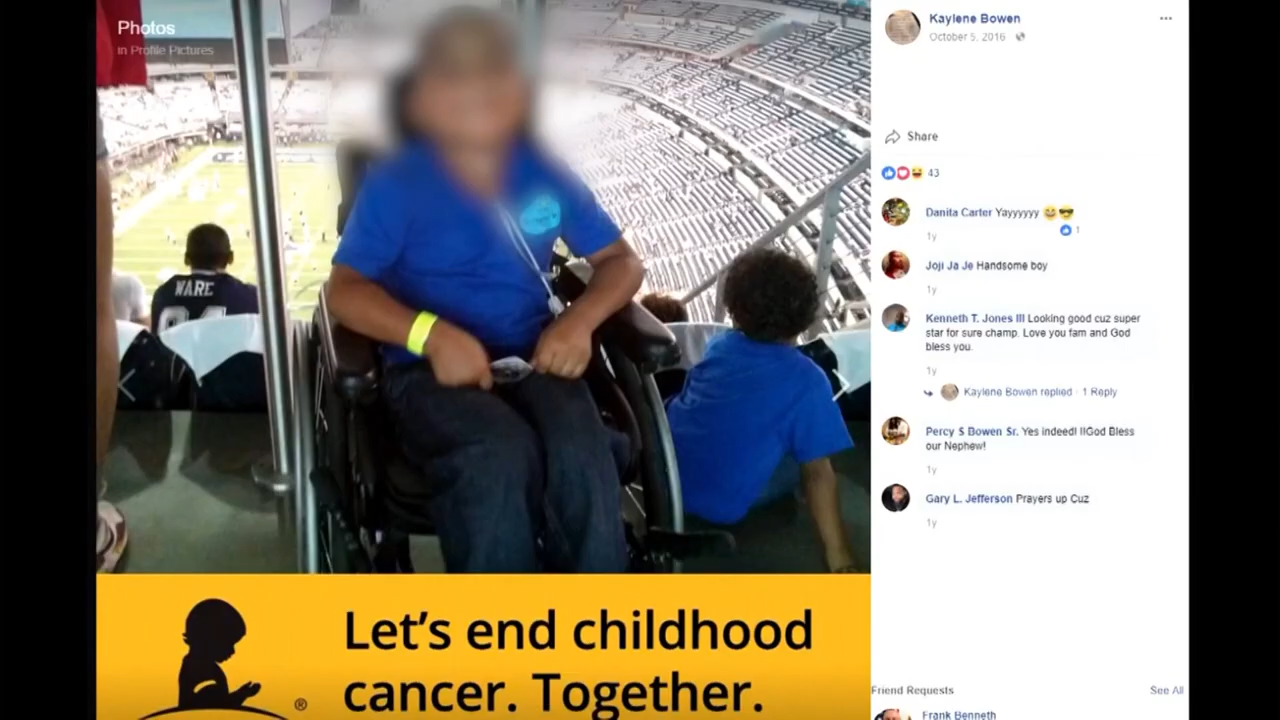 Photos
in Profile Pictures
WARE
Let's end childhood
cancer. Together.
®
Kaylene Bowen
October 5, 2016
Share
43
Danita Carter Yayyyyyy
1
1y
Joji Ja Je Handsome boy
1y
Kenneth T. Jones III Looking good cuz super
star for sure champ. Love you fam and God
bless you.
1y
Kaylene Bowen replied · 1 Reply
Percy S Bowen Sr. Yes indeed! !!God Bless
our Nephew!
1y
Gary L. Jefferson Prayers up Cuz
1y
Friend Requests
See All
Frank Benneth